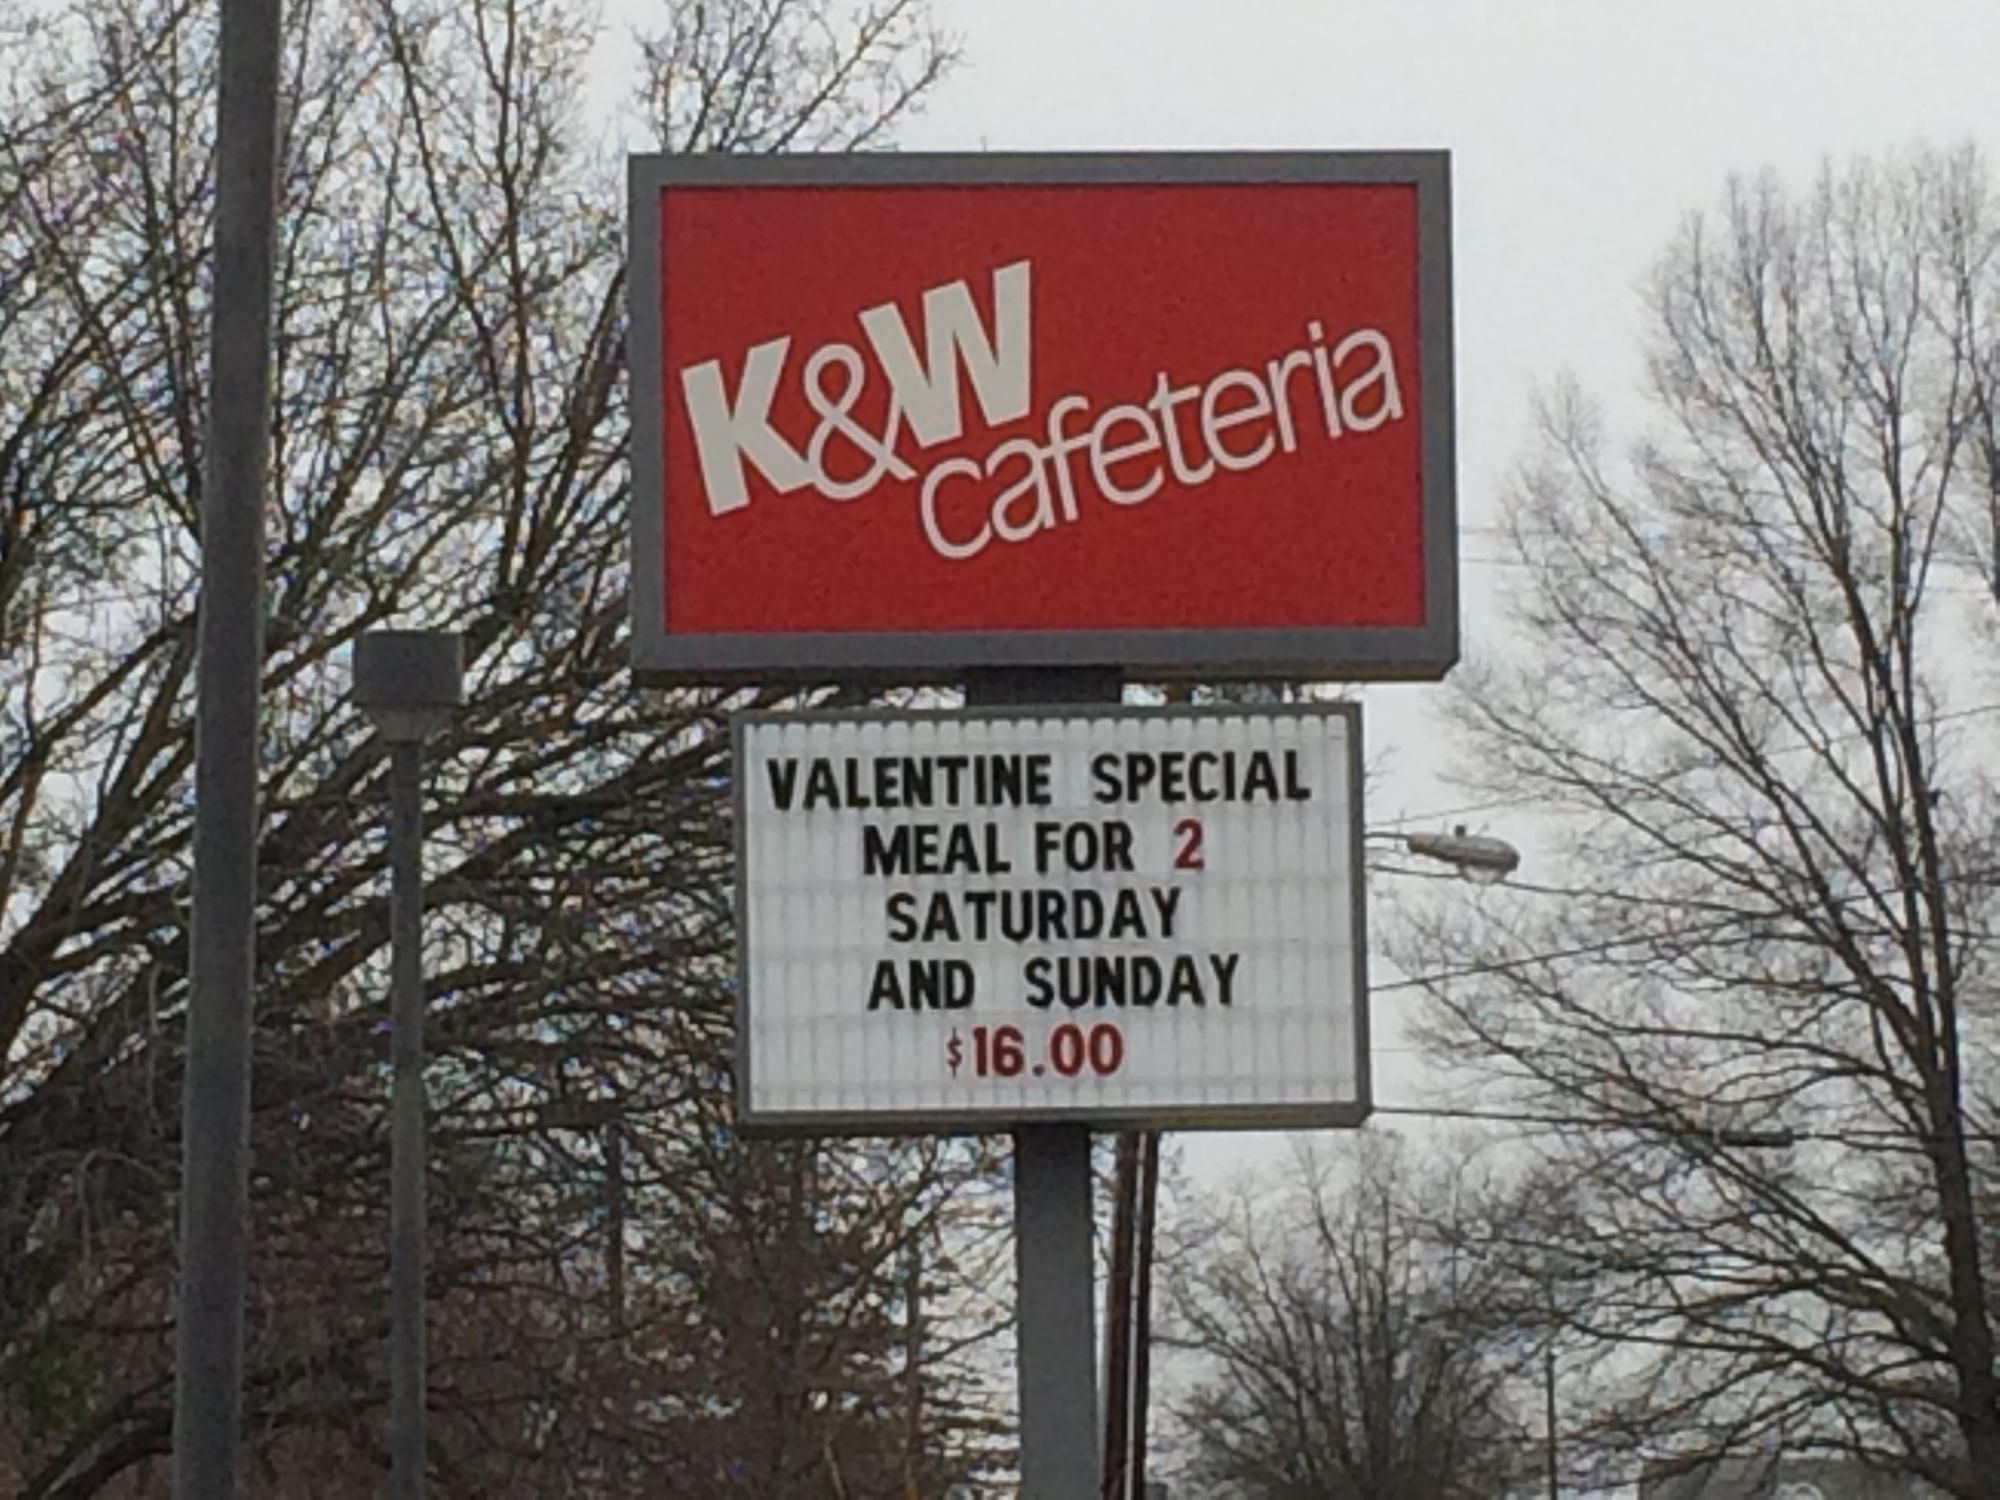 K&W
cafeteria
VALENTINE SPECIAL
MEAL FOR 2
SATURDAY
AND SUNDAY
$16.00